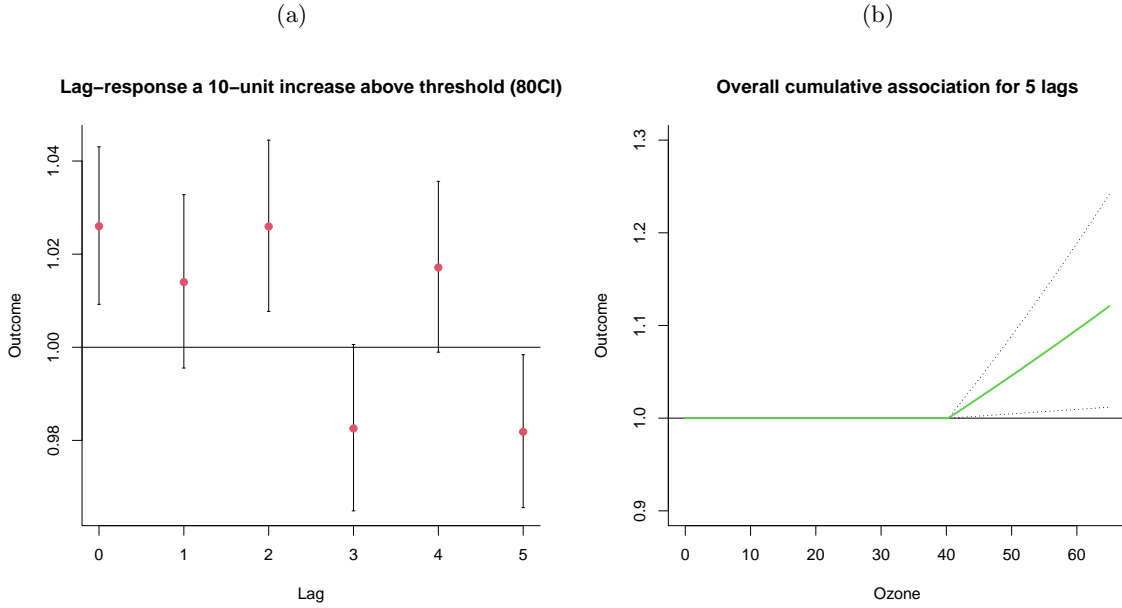 (a)
Lag−response a 10−unit increase above threshold (80CI)
Outcome
1.04
1.02
1.00
0.98
0 1 2 3 4 5
Lag
(b)
Overall cumulative association for 5 lags
Outcome
1.3
1.2
1.1
1.0
0.9
0 10 20 30 40 50 60
Ozone